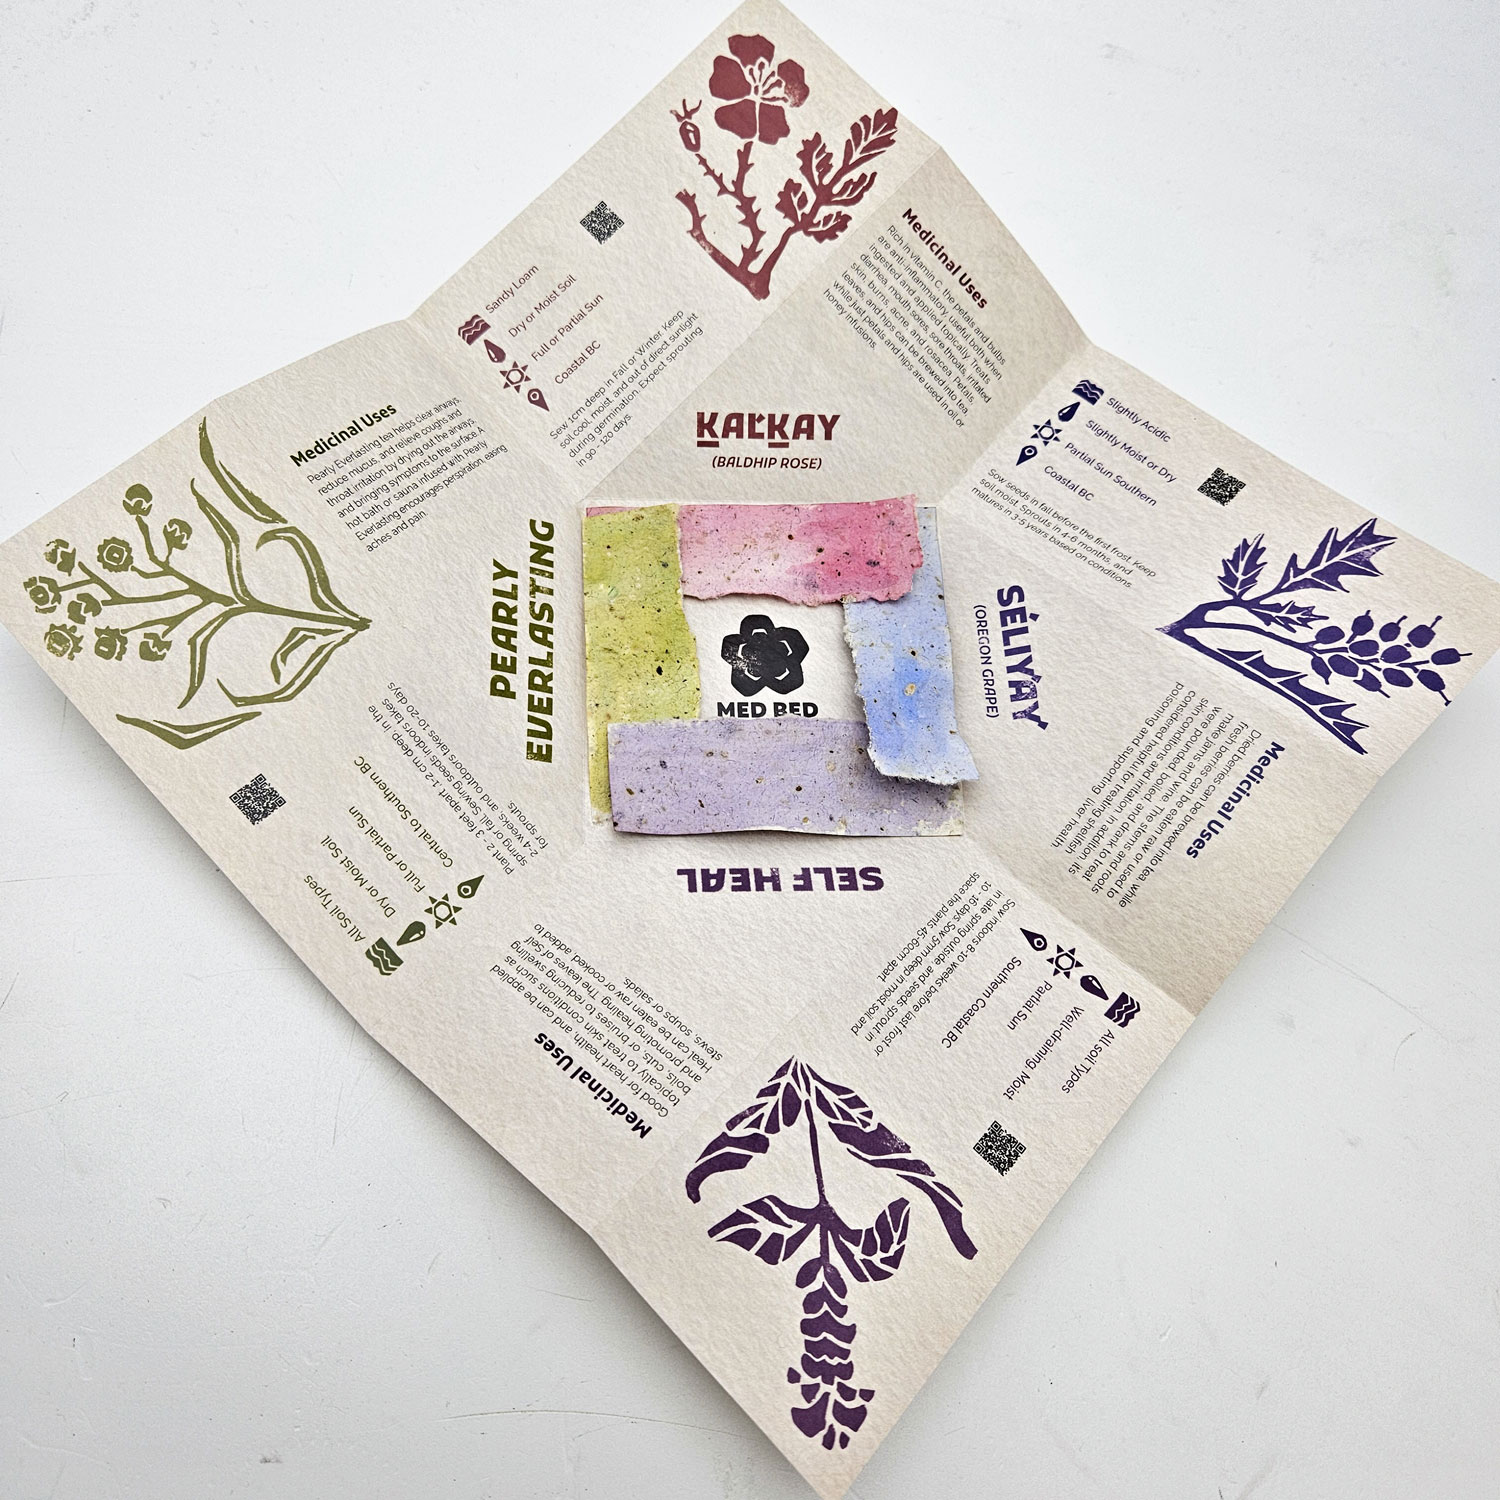 KAL̓KAY
(BALDHIP ROSE)
Medicinal Uses
Rich in vitamin C, the petals and bulbs
are anti-inflammatory, useful both when
ingested and applied topically. Treats
diarrhea, mouth sores, sore throats, irritated
skin, burns, acne, and rosacea. Petals,
leaves, and hips can be brewed into tea,
while just petals and hips are used in oil or
honey infusions.
Sandy Loam
Dry or Moist Soil
Full or Partial Sun
Coastal BC
Sew 1cm deep in Fall or Winter. Keep
soil cool, moist, and out of direct sunlight
during germination. Expect sprouting
in 90 - 120 days.
SÉLIY̓AY
(OREGON GRAPE)
Slightly Acidic
Slightly Moist or Dry
Partial Sun Southern
Coastal BC
Sow seeds in fall before the first frost. Keep
soil moist. Sprouts in 4-6 months, and
matures in 3-5 years based on conditions.
Medicinal Uses
Dried berries can be brewed into tea, while
fresh berries can be eaten raw or used to
make jams and wine. The stems and roots
were pounded, boiled, and drank to treat
skin conditions and irritation, in addition, it's
considered helpful for treating shellfish
poisoning and supporting liver health
SELF HEAL
Sow indoors 8-10 weeks before last frost or
in late spring outside and seeds sprout in
10 - 16 days. Sow 5mm deep in moist soil and
space the plants 45-60cm apart
Southern Coastal BC
Partial Sun
Well-draining, Moist
All soil Types
Medicinal Uses
Good for heart health, and can be applied
topically to treat skin conditions such as
boils, cuts, or bruises to reducing swelling
and promoting healing. The leaves of Self
Heal can be eaten raw or cooked, added to
stews, soups or salads.
PEARLY
EVERLASTING
Medicinal Uses
Pearly Everlasting tea helps clear airways,
reduce mucus, and relieve coughs and
throat irritation by drying out the airways,
and bringing symptoms to the surface. A
hot bath or sauna infused with Pearly
Everlasting encourages perspiration, easing
aches and pain
Plant 2 - 3 feet apart, 1-2 cm deep, in the
spring or fall. Sewing seeds indoors takes
2-4 weeks, and outdoors takes 10-20 days
for sprouts
Central to Southern BC
Full or Partial Sun
Dry or Moist Soil
All Soil Types
MED BED